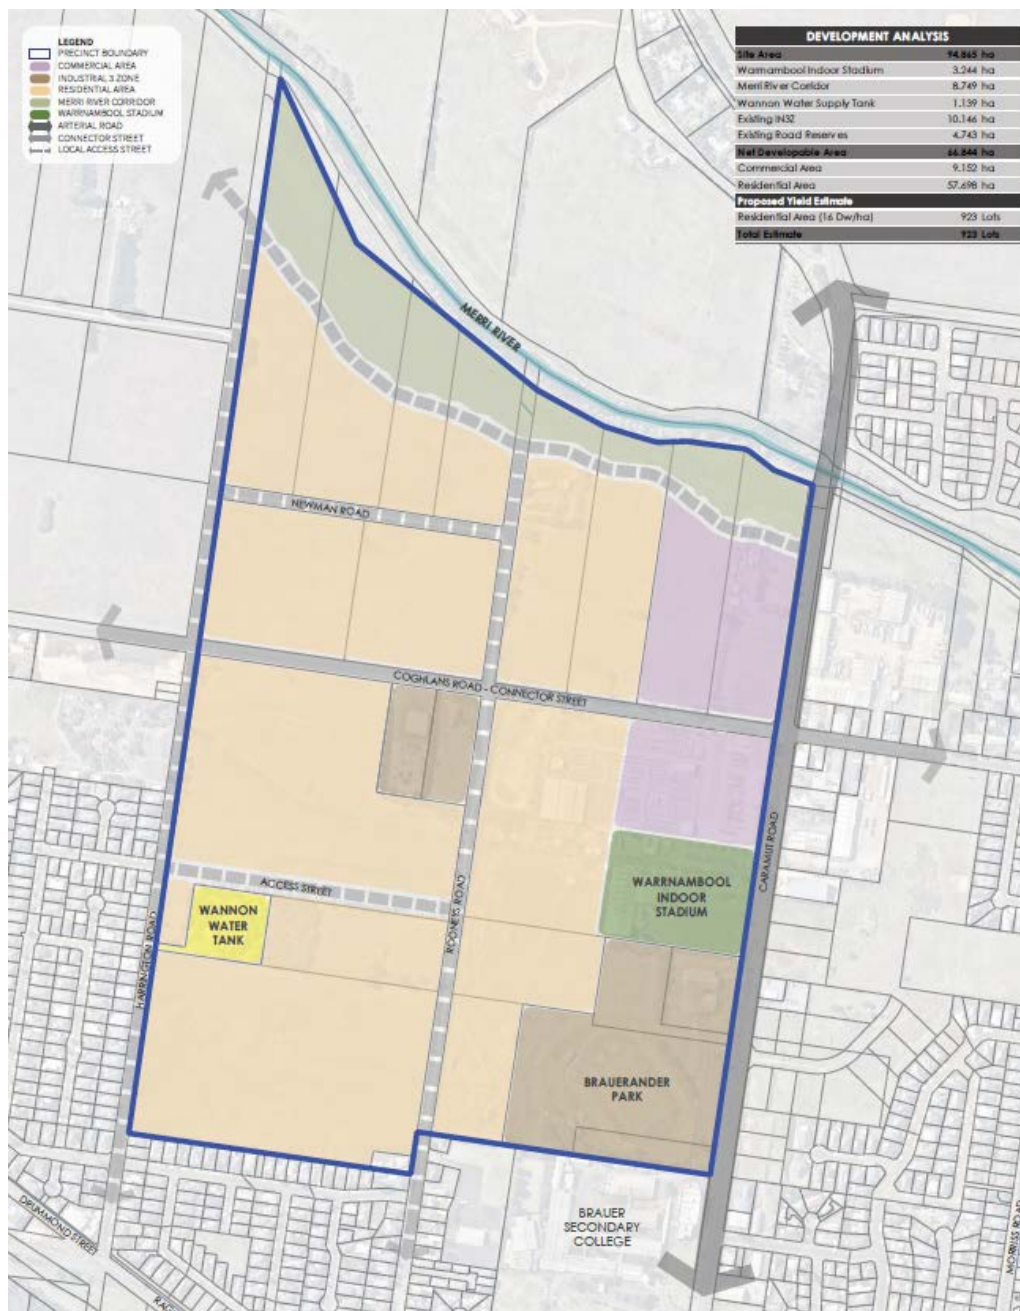 LEGEND
PRECINCT BOUNDARY
COMMERCIAL AREA
INDUSTRIAL 3 ZONE
RESIDENTIAL AREA
MERRI RIVER CORRIDOR
WARRNAMBOOL STADIUM
ARTERIAL ROAD
CONNECTOR STREET
LOCAL ACCESS STREET
DEVELOPMENT ANALYSIS
Site Area 94.865 ha
Warrnambool Indoor Stadium 3.244 ha
Merri River Corridor 8.749 ha
Wannon Water Supply Tank 1.139 ha
Existing IN3Z 10.146 ha
Existing Road Reserves 4.743 ha
Net Developable Area 66.844 ha
Commercial Area 9.152 ha
Residential Area 57.698 ha
Proposed Yield Estimate
Residential Area (16 Dw/ha) 923 Lots
Total Estimate 923 Lots
MERRI RIVER
NEWMAN ROAD
COGHLANS ROAD - CONNECTOR STREET
CARAMUT ROAD
WARRNAMBOOL
INDOOR
STADIUM
ACCESS STREET
WANNON
WATER
TANK
ROONEYS ROAD
HARRINGTON ROAD
BRAUERANDER
PARK
BRAUER
SECONDARY
COLLEGE
DRUMMOND STREET
MORRISS ROAD